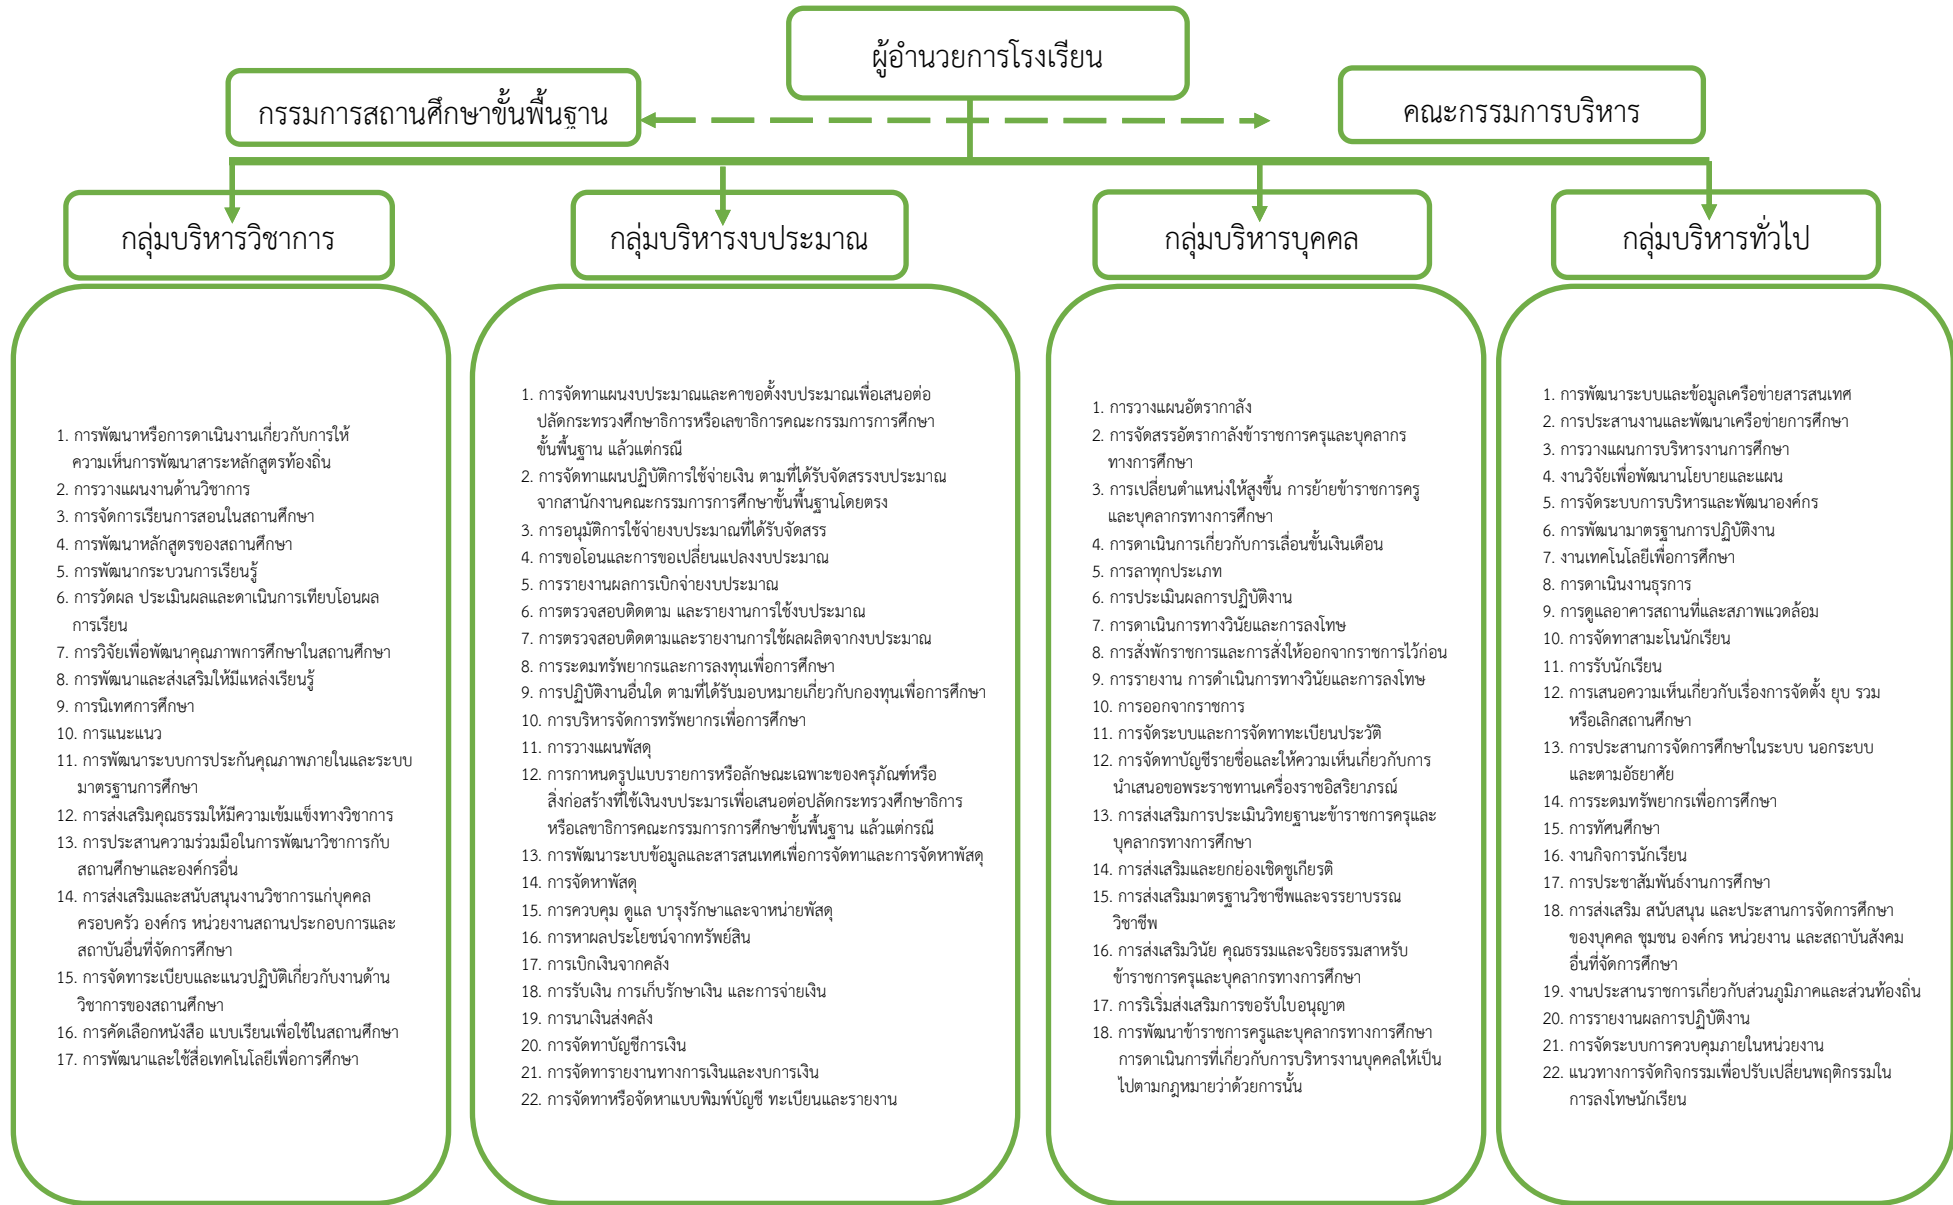 ผู้อำนวยการโรงเรียน
กรรมการสถานศึกษาขั้นพื้นฐาน
คณะกรรมการบริหาร
กลุ่มบริหารวิชาการ
กลุ่มบริหารงบประมาณ
กลุ่มบริหารบุคคล
กลุ่มบริหารทั่วไป
1. การพัฒนาหรือการดาเนินงานเกี่ยวกับการให้
ความเห็นการพัฒนาสาระหลักสูตรท้องถิ่น
2. การวางแผนงานด้านวิชาการ
3. การจัดการเรียนการสอนในสถานศึกษา
4. การพัฒนาหลักสูตรของสถานศึกษา
5. การพัฒนากระบวนการเรียนรู้
6. การวัดผล ประเมินผลและดาเนินการเทียบโอนผล
การเรียน
7. การวิจัยเพื่อพัฒนาคุณภาพการศึกษาในสถานศึกษา
8. การพัฒนาและส่งเสริมให้มีแหล่งเรียนรู้
9. การนิเทศการศึกษา
10. การแนะแนว
11. การพัฒนาระบบการประกันคุณภาพภายในและระบบ
มาตรฐานการศึกษา
12. การส่งเสริมคุณธรรมให้มีความเข้มแข็งทางวิชาการ
13. การประสานความร่วมมือในการพัฒนาวิชาการกับ
สถานศึกษาและองค์กรอื่น
14. การส่งเสริมและสนับสนุนงานวิชาการแก่บุคคล
ครอบครัว องค์กร หน่วยงานสถานประกอบการและ
สถาบันอื่นที่จัดการศึกษา
15. การจัดทาระเบียบและแนวปฏิบัติเกี่ยวกับงานด้าน
วิชาการของสถานศึกษา
16. การคัดเลือกหนังสือ แบบเรียนเพื่อใช้ในสถานศึกษา
17. การพัฒนาและใช้สื่อเทคโนโลยีเพื่อการศึกษา
1. การจัดทาแผนงบประมาณและคาขอตั้งงบประมาณเพื่อเสนอต่อ
ปลัดกระทรวงศึกษาธิการหรือเลขาธิการคณะกรรมการการศึกษา
ขั้นพื้นฐาน แล้วแต่กรณี
2. การจัดทาแผนปฏิบัติการใช้จ่ายเงิน ตามที่ได้รับจัดสรรงบประมาณ
จากสานักงานคณะกรรมการการศึกษาขั้นพื้นฐานโดยตรง
3. การอนุมัติการใช้จ่ายงบประมาณที่ได้รับจัดสรร
4. การขอโอนและการขอเปลี่ยนแปลงงบประมาณ
5. การรายงานผลการเบิกจ่ายงบประมาณ
6. การตรวจสอบติดตาม และรายงานการใช้งบประมาณ
7. การตรวจสอบติดตามและรายงานการใช้ผลผลิตจากงบประมาณ
8. การระดมทรัพยากรและการลงทุนเพื่อการศึกษา
9. การปฏิบัติงานอื่นใด ตามที่ได้รับมอบหมายเกี่ยวกับกองทุนเพื่อการศึกษา
10. การบริหารจัดการทรัพยากรเพื่อการศึกษา
11. การวางแผนพัสดุ
12. การกาหนดรูปแบบรายการหรือลักษณะเฉพาะของครุภัณฑ์หรือ
สิ่งก่อสร้างที่ใช้เงินงบประมารเพื่อเสนอต่อปลัดกระทรวงศึกษาธิการ
หรือเลขาธิการคณะกรรมการการศึกษาขั้นพื้นฐาน แล้วแต่กรณี
13. การพัฒนาระบบข้อมูลและสารสนเทศเพื่อการจัดทาและการจัดหาพัสดุ
14. การจัดหาพัสดุ
15. การควบคุม ดูแล บารุงรักษาและจาหน่ายพัสดุ
16. การหาผลประโยชน์จากทรัพย์สิน
17. การเบิกเงินจากคลัง
18. การรับเงิน การเก็บรักษาเงิน และการจ่ายเงิน
19. การนาเงินส่งคลัง
20. การจัดทาบัญชีการเงิน
21. การจัดทารายงานทางการเงินและงบการเงิน
22. การจัดทาหรือจัดหาแบบพิมพ์บัญชี ทะเบียนและรายงาน
1. การวางแผนอัตรากาลัง
2. การจัดสรรอัตรากาลังข้าราชการครุและบุคลากร
ทางการศึกษา
3. การเปลี่ยนตำแหน่งให้สูงขึ้น การย้ายข้าราชการครู
และบุคลากรทางการศึกษา
4. การดาเนินการเกี่ยวกับการเลื่อนขั้นเงินเดือน
5. การลาทุกประเภท
6. การประเมินผลการปฏิบัติงาน
7. การดาเนินการทางวินัยและการลงโทษ
8. การสั่งพักราชการและการสั่งให้ออกจากราชการไว้ก่อน
9. การรายงาน การดำเนินการทางวินัยและการลงโทษ
10. การออกจากราชการ
11. การจัดระบบและการจัดทาทะเบียนประวัติ
12. การจัดทาบัญชีรายชื่อและให้ความเห็นเกี่ยวกับการ
นำเสนอขอพระราชทานเครื่องราชอิสริยาภรณ์
13. การส่งเสริมการประเมินวิทยฐานะข้าราชการครุและ
บุคลากรทางการศึกษา
14. การส่งเสริมและยกย่องเชิดชูเกียรติ
15. การส่งเสริมมาตรฐานวิชาชีพและจรรยาบรรณ
วิชาชีพ
16. การส่งเสริมวินัย คุณธรรมและจริยธรรมสาหรับ
ข้าราชการครุและบุคลากรทางการศึกษา
17. การริเริ่มส่งเสริมการขอรับใบอนุญาต
18. การพัฒนาข้าราชการครูและบุคลากรทางการศึกษา
การดาเนินการที่เกี่ยวกับการบริหารงานบุคคลให้เป็น
ไปตามกฎหมายว่าด้วยการนั้น
1. การพัฒนาระบบและข้อมูลเครือข่ายสารสนเทศ
2. การประสานงานและพัฒนาเครือข่ายการศึกษา
3. การวางแผนการบริหารงานการศึกษา
4. งานวิจัยเพื่อพัฒนานโยบายและแผน
5. การจัดระบบการบริหารและพัฒนาองค์กร
6. การพัฒนามาตรฐานการปฏิบัติงาน
7. งานเทคโนโลยีเพื่อการศึกษา
8. การดาเนินงานธุรการ
9. การดูแลอาคารสถานที่และสภาพแวดล้อม
10. การจัดทาสามะโนนักเรียน
11. การรับนักเรียน
12. การเสนอความเห็นเกี่ยวกับเรื่องการจัดตั้ง ยุบ รวม
หรือเลิกสถานศึกษา
13. การประสานการจัดการศึกษาในระบบ นอกระบบ
และตามอัธยาศัย
14. การระดมทรัพยากรเพื่อการศึกษา
15. การทัศนศึกษา
16. งานกิจการนักเรียน
17. การประชาสัมพันธ์งานการศึกษา
18. การส่งเสริม สนับสนุน และประสานการจัดการศึกษา
ของบุคคล ชุมชน องค์กร หน่วยงาน และสถาบันสังคม
อื่นที่จัดการศึกษา
19. งานประสานราชการเกี่ยวกับส่วนภูมิภาคและส่วนท้องถิ่น
20. การรายงานผลการปฏิบัติงาน
21. การจัดระบบการควบคุมภายในหน่วยงาน
22. แนวทางการจัดกิจกรรมเพื่อปรับเปลี่ยนพฤติกรรมใน
การลงโทษนักเรียน